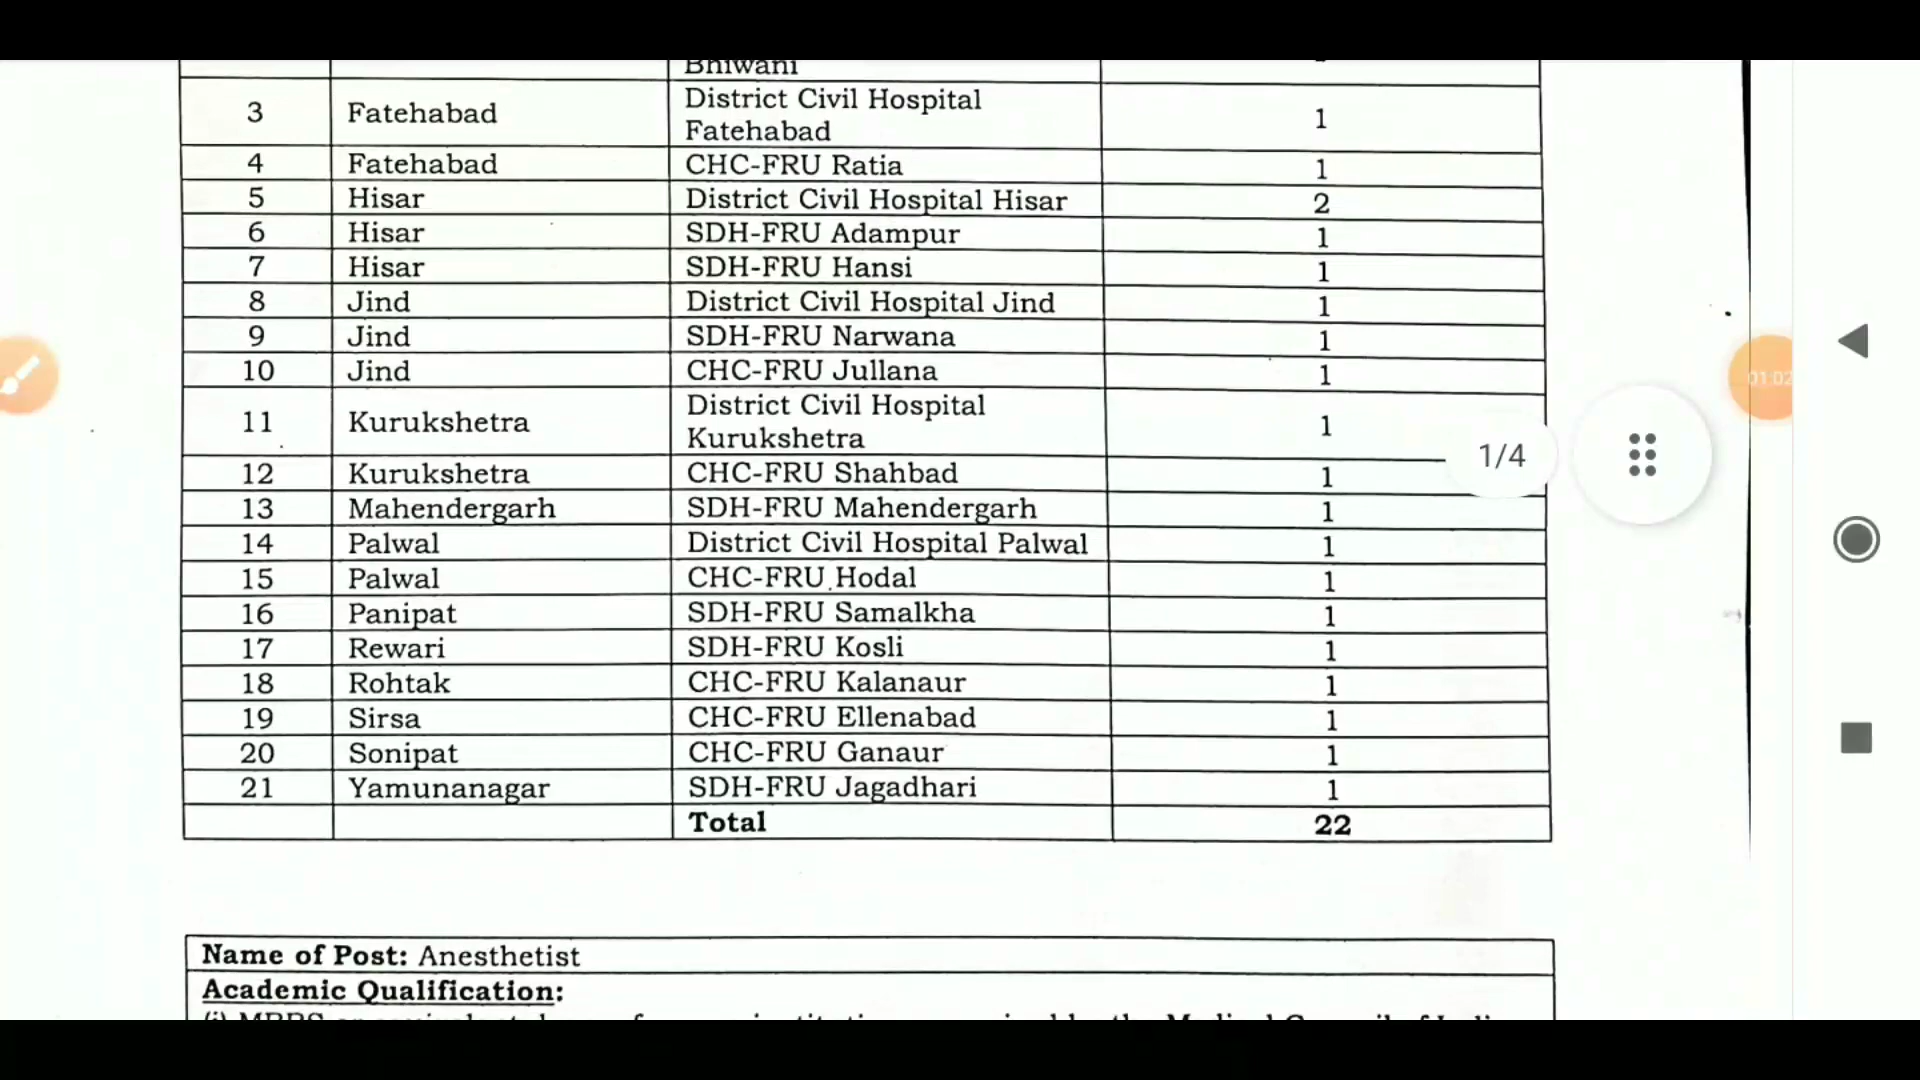 Bhiwani
3 Fatehabad District Civil Hospital Fatehabad 1
4 Fatehabad CHC-FRU Ratia 1
5 Hisar District Civil Hospital Hisar 2
6 Hisar SDH-FRU Adampur 1
7 Hisar SDH-FRU Hansi 1
8 Jind District Civil Hospital Jind 1
9 Jind SDH-FRU Narwana 1
10 Jind CHC-FRU Jullana 1
11 Kurukshetra District Civil Hospital Kurukshetra 1
12 Kurukshetra CHC-FRU Shahbad 1
13 Mahendergarh SDH-FRU Mahendergarh 1
14 Palwal District Civil Hospital Palwal 1
15 Palwal CHC-FRU Hodal 1
16 Panipat SDH-FRU Samalkha 1
17 Rewari SDH-FRU Kosli 1
18 Rohtak CHC-FRU Kalanaur 1
19 Sirsa CHC-FRU Ellenabad 1
20 Sonipat CHC-FRU Ganaur 1
21 Yamunanagar SDH-FRU Jagadhari 1
Total 22
Name of Post: Anesthetist
Academic Qualification:
1/4
01:02